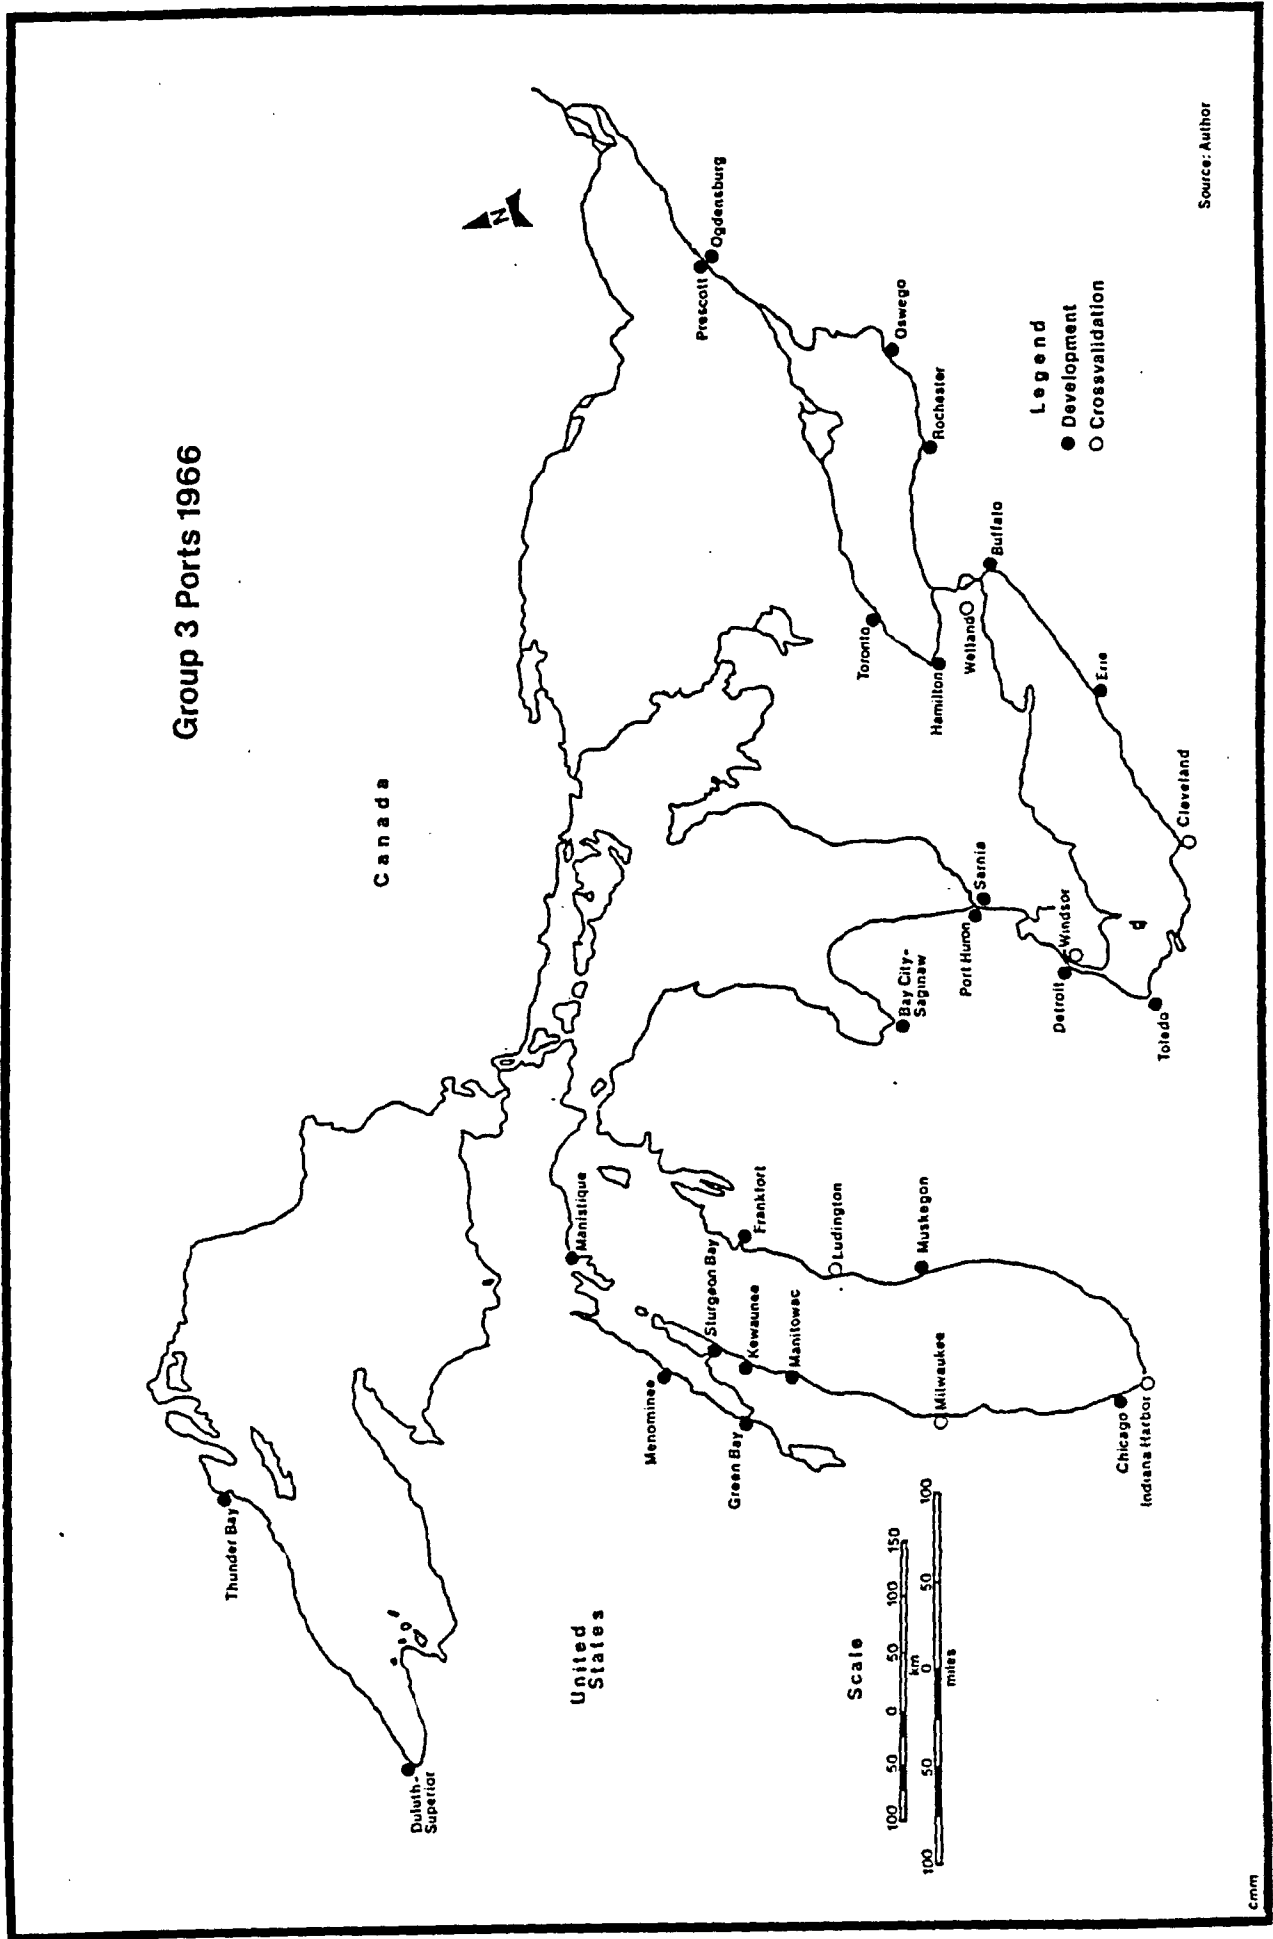 Group 3 Ports 1966
Canada
N
Thunder Bay
Duluth-
Superior
United
States
Manistique
Menominee
Green Bay
Sturgeon Bay
Kewaunee
Manitowac
Milwaukee
Chicago
Indiana Harbor
Frankfort
Ludington
Muskegon
Bay City-
Saginaw
Port Huron
Sarnia
Detroit
Windsor
Toledo
Cleveland
Erie
Buffalo
Welland
Hamilton
Toronto
Rochester
Oswego
Prescott
Ogdensburg
Legend
Development
Crossvalidation
Scale
100 50 0 50 100 150
km
100 50 0 50 100
miles
Source: Author
cmm